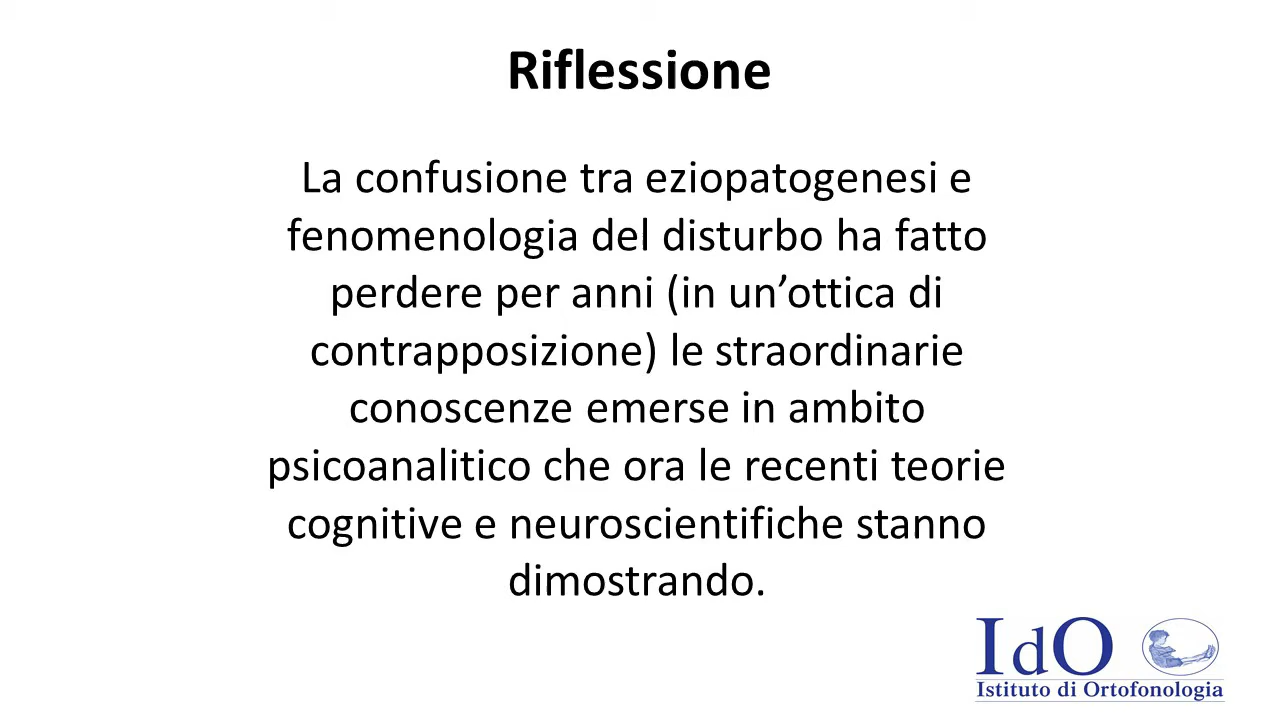 Riflessione
La confusione tra eziopatogenesi e
fenomenologia del disturbo ha fatto
perdere per anni (in un’ottica di
contrapposizione) le straordinarie
conoscenze emerse in ambito
psicoanalitico che ora le recenti teorie
cognitive e neuroscientifiche stanno
dimostrando.
IdO
Istituto di Ortofonologia